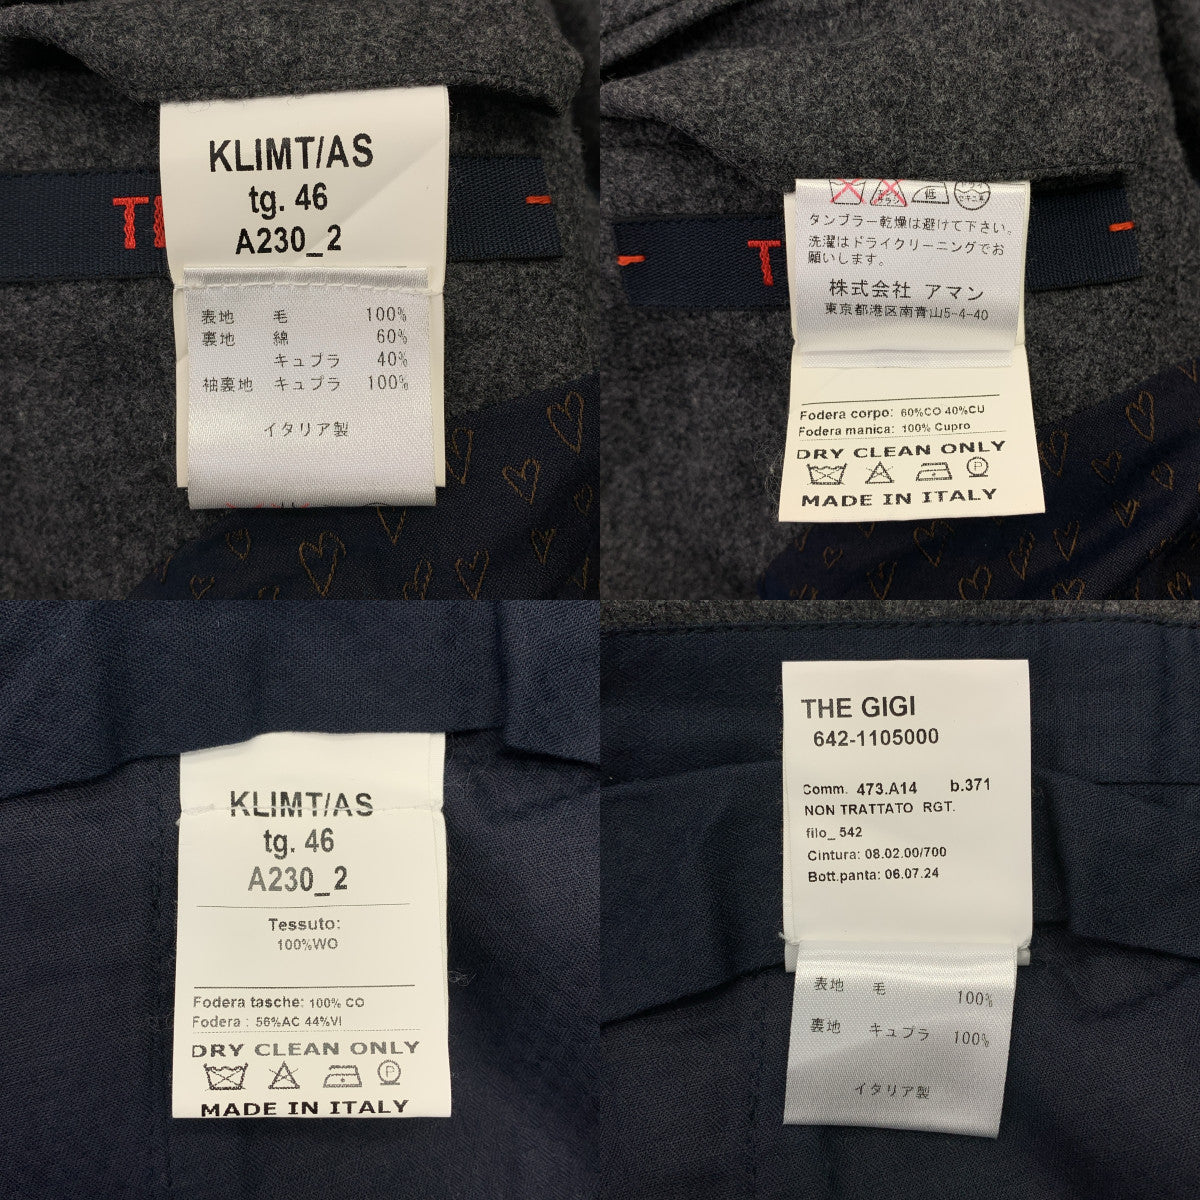 KLIMT/AS
tg. 46
A230_2
表地 毛 100%
裏地 綿 60%
キュプラ 40%
袖裏地 キュプラ 100%
イタリア製
低
タンブラー乾燥は避けて下さい。
洗濯はドライクリーニングでお
願いします。
株式会社 アマン
東京都港区南青山5-4-40
Fodera corpo: 60%CO 40%CU
Fodera manica: 100% Cupro
DRY CLEAN ONLY
P
MADE IN ITALY
KLIMT/AS
tg. 46
A230_2
Tessuto:
100%WO
Fodera tasche: 100% CO
Fodera : 56%AC 44%VI
DRY CLEAN ONLY
P
MADE IN ITALY
THE GIGI
642-1105000
Comm. 473.A14 b.371
NON TRATTATO RGT.
filo_ 542
Cintura: 08.02.00/700
Bott.panta: 06.07.24
表地 毛 100%
裏地 キュプラ 100%
イタリア製